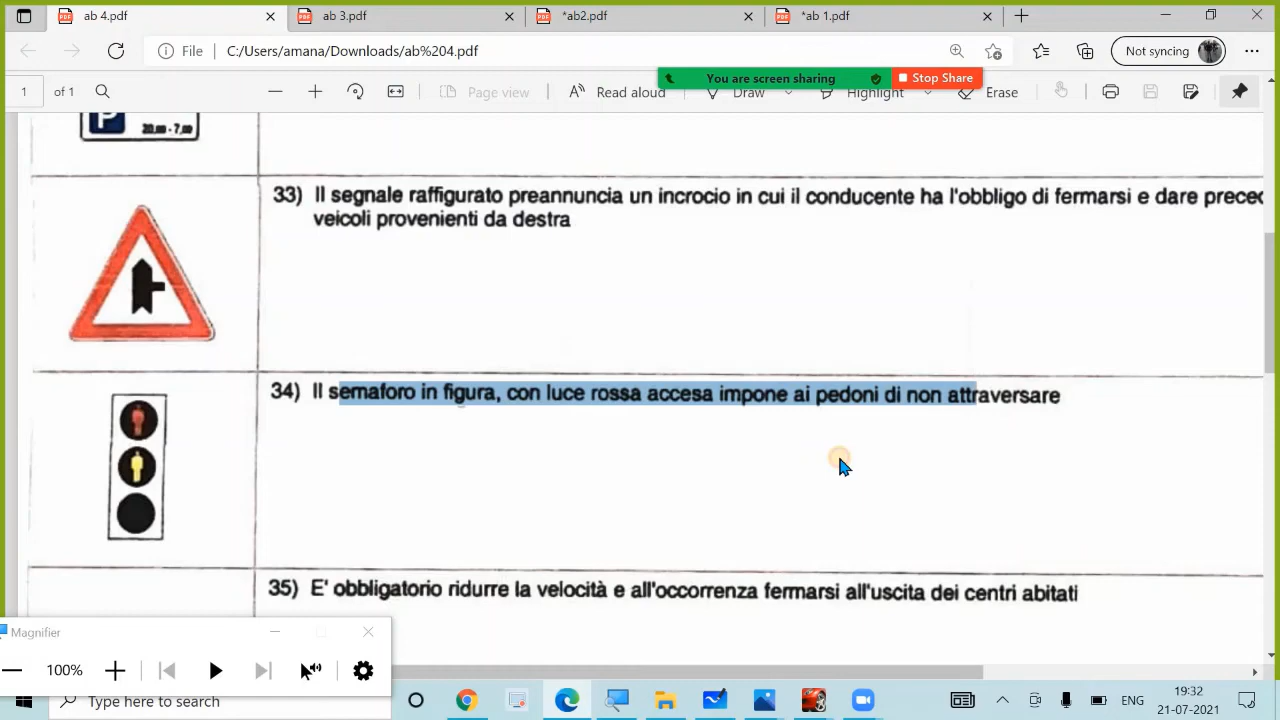 ab 4.pdf
ab 3.pdf
*ab2.pdf
*ab 1.pdf
File
C:/Users/amana/Downloads/ab%204.pdf
Not syncing
You are screen sharing
Stop Share
1 of 1
Page view
Read aloud
Draw
Highlight
Erase
P
20,00 - 7,00
33) Il segnale raffigurato preannuncia un incrocio in cui il conducente ha l'obbligo di fermarsi e dare prece
veicoli provenienti da destra
34) Il semaforo in figura, con luce rossa accesa impone ai pedoni di non attraversare
35) E' obbligatorio ridurre la velocità e all'occorrenza fermarsi all'uscita dei centri abitati
Magnifier
100%
Type here to search
ENG
19:32
21-07-2021